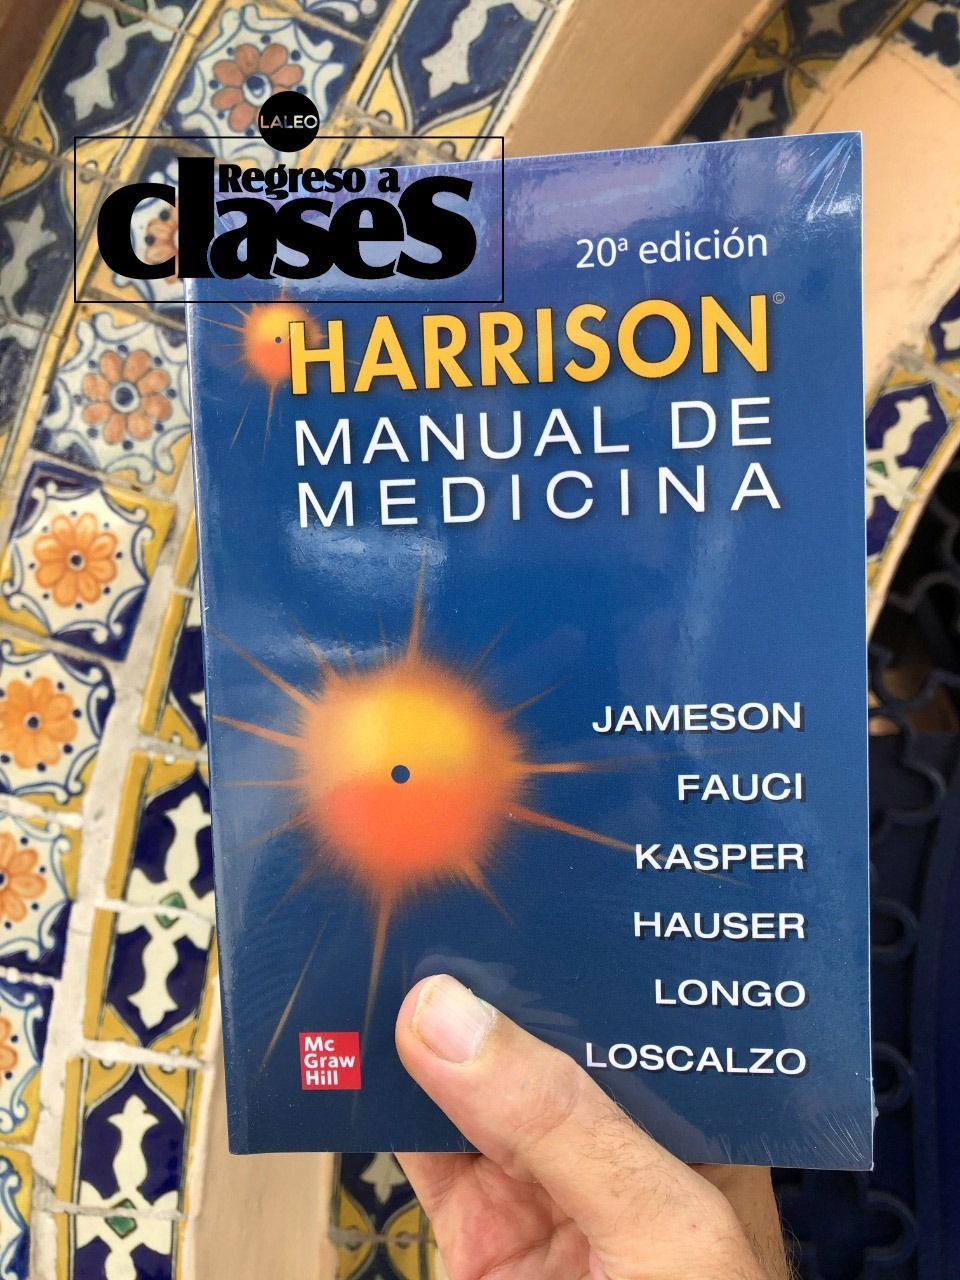 LALEO
Regreso a
clases
20ª edición
HARRISON©
MANUAL DE
MEDICINA
JAMESON
FAUCI
KASPER
HAUSER
LONGO
LOSCALZO
Mc
Graw
Hill